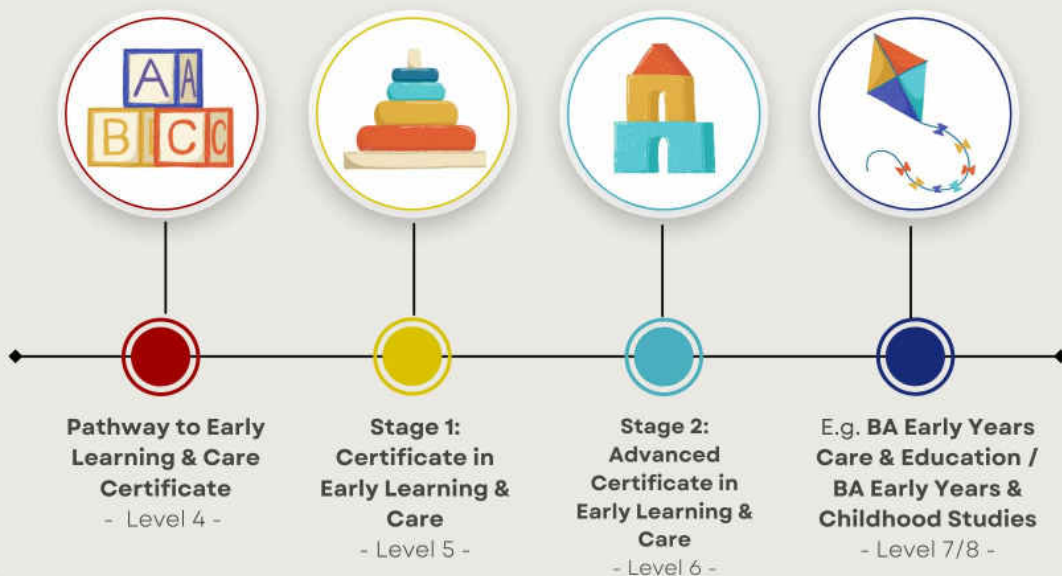 A A
B C C
Pathway to Early
Learning & Care
Certificate
- Level 4 -
Stage 1:
Certificate in
Early Learning &
Care
- Level 5 -
Stage 2:
Advanced
Certificate in
Early Learning &
Care
- Level 6 -
E.g. BA Early Years
Care & Education /
BA Early Years &
Childhood Studies
- Level 7/8 -